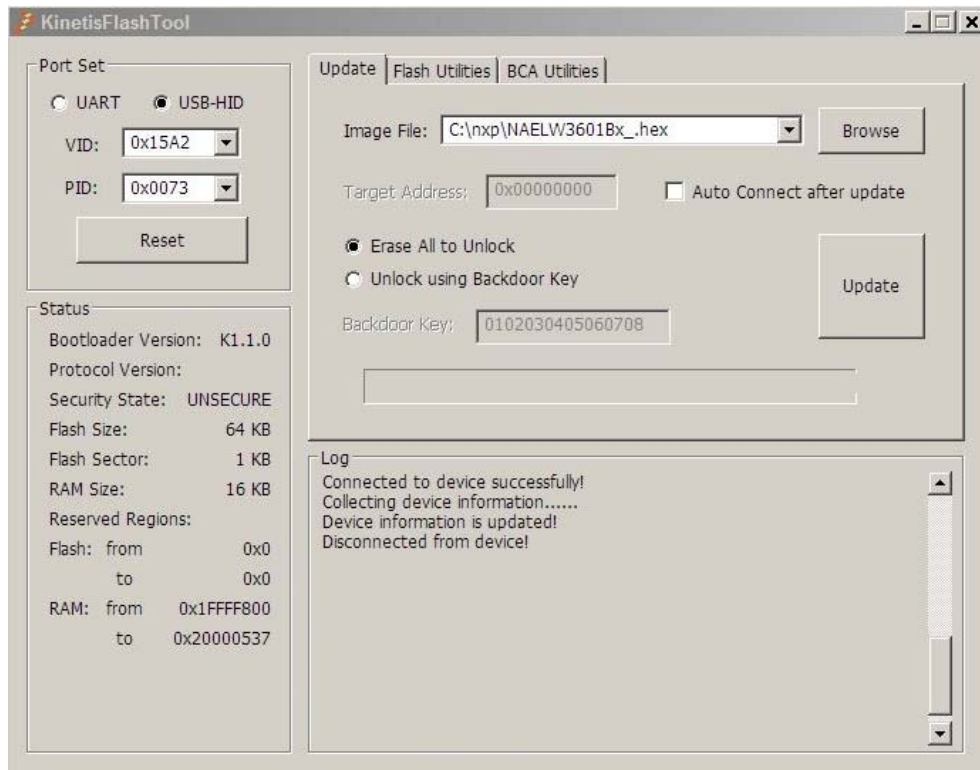 KinetisFlashTool
Port Set
UART USB-HID
VID: 0x15A2
PID: 0x0073
Reset
Status
Bootloader Version: K1.1.0
Protocol Version:
Security State: UNSECURE
Flash Size: 64 KB
Flash Sector: 1 KB
RAM Size: 16 KB
Reserved Regions:
Flash: from 0x0
to 0x0
RAM: from 0x1FFFF800
to 0x20000537
Update Flash Utilities BCA Utilities
Image File: C:\nxp\NAELW3601Bx_.hex Browse
Target Address: 0x00000000 Auto Connect after update
Erase All to Unlock
Unlock using Backdoor Key
Update
Backdoor Key: 0102030405060708
Log
Connected to device successfully!
Collecting device information......
Device information is updated!
Disconnected from device!